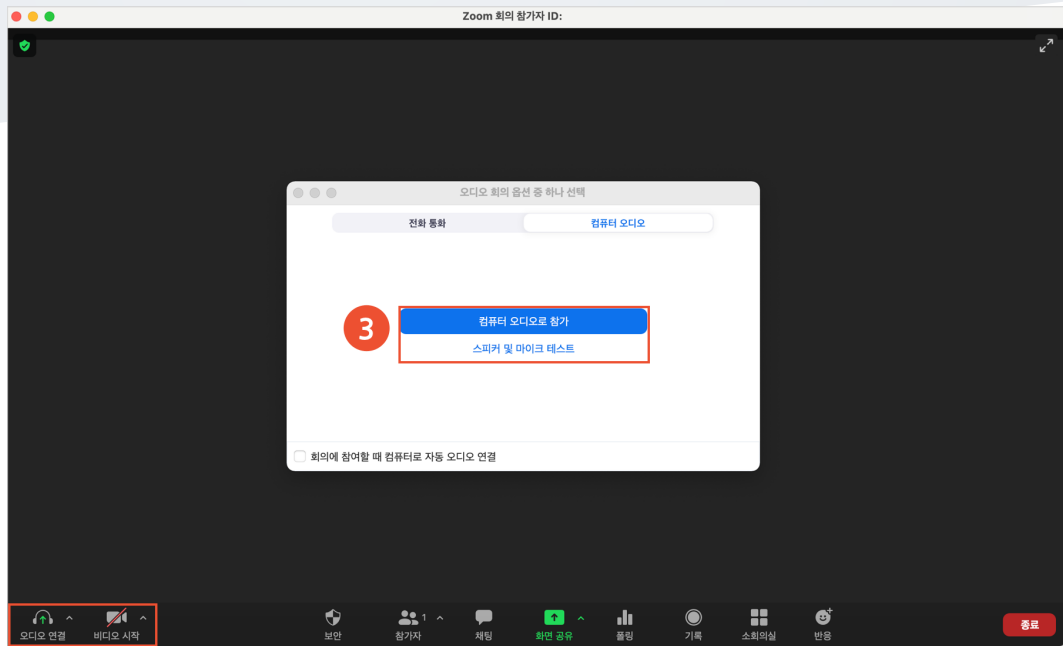 Zoom 회의 참가자 ID:
오디오 회의 옵션 중 하나 선택
전화 통화
컴퓨터 오디오
3
컴퓨터 오디오로 참가
스피커 및 마이크 테스트
회의에 참여할 때 컴퓨터로 자동 오디오 연결
오디오 연결
비디오 시작
보안
1
참가자
채팅
화면 공유
폴링
기록
소회의실
반응
종료